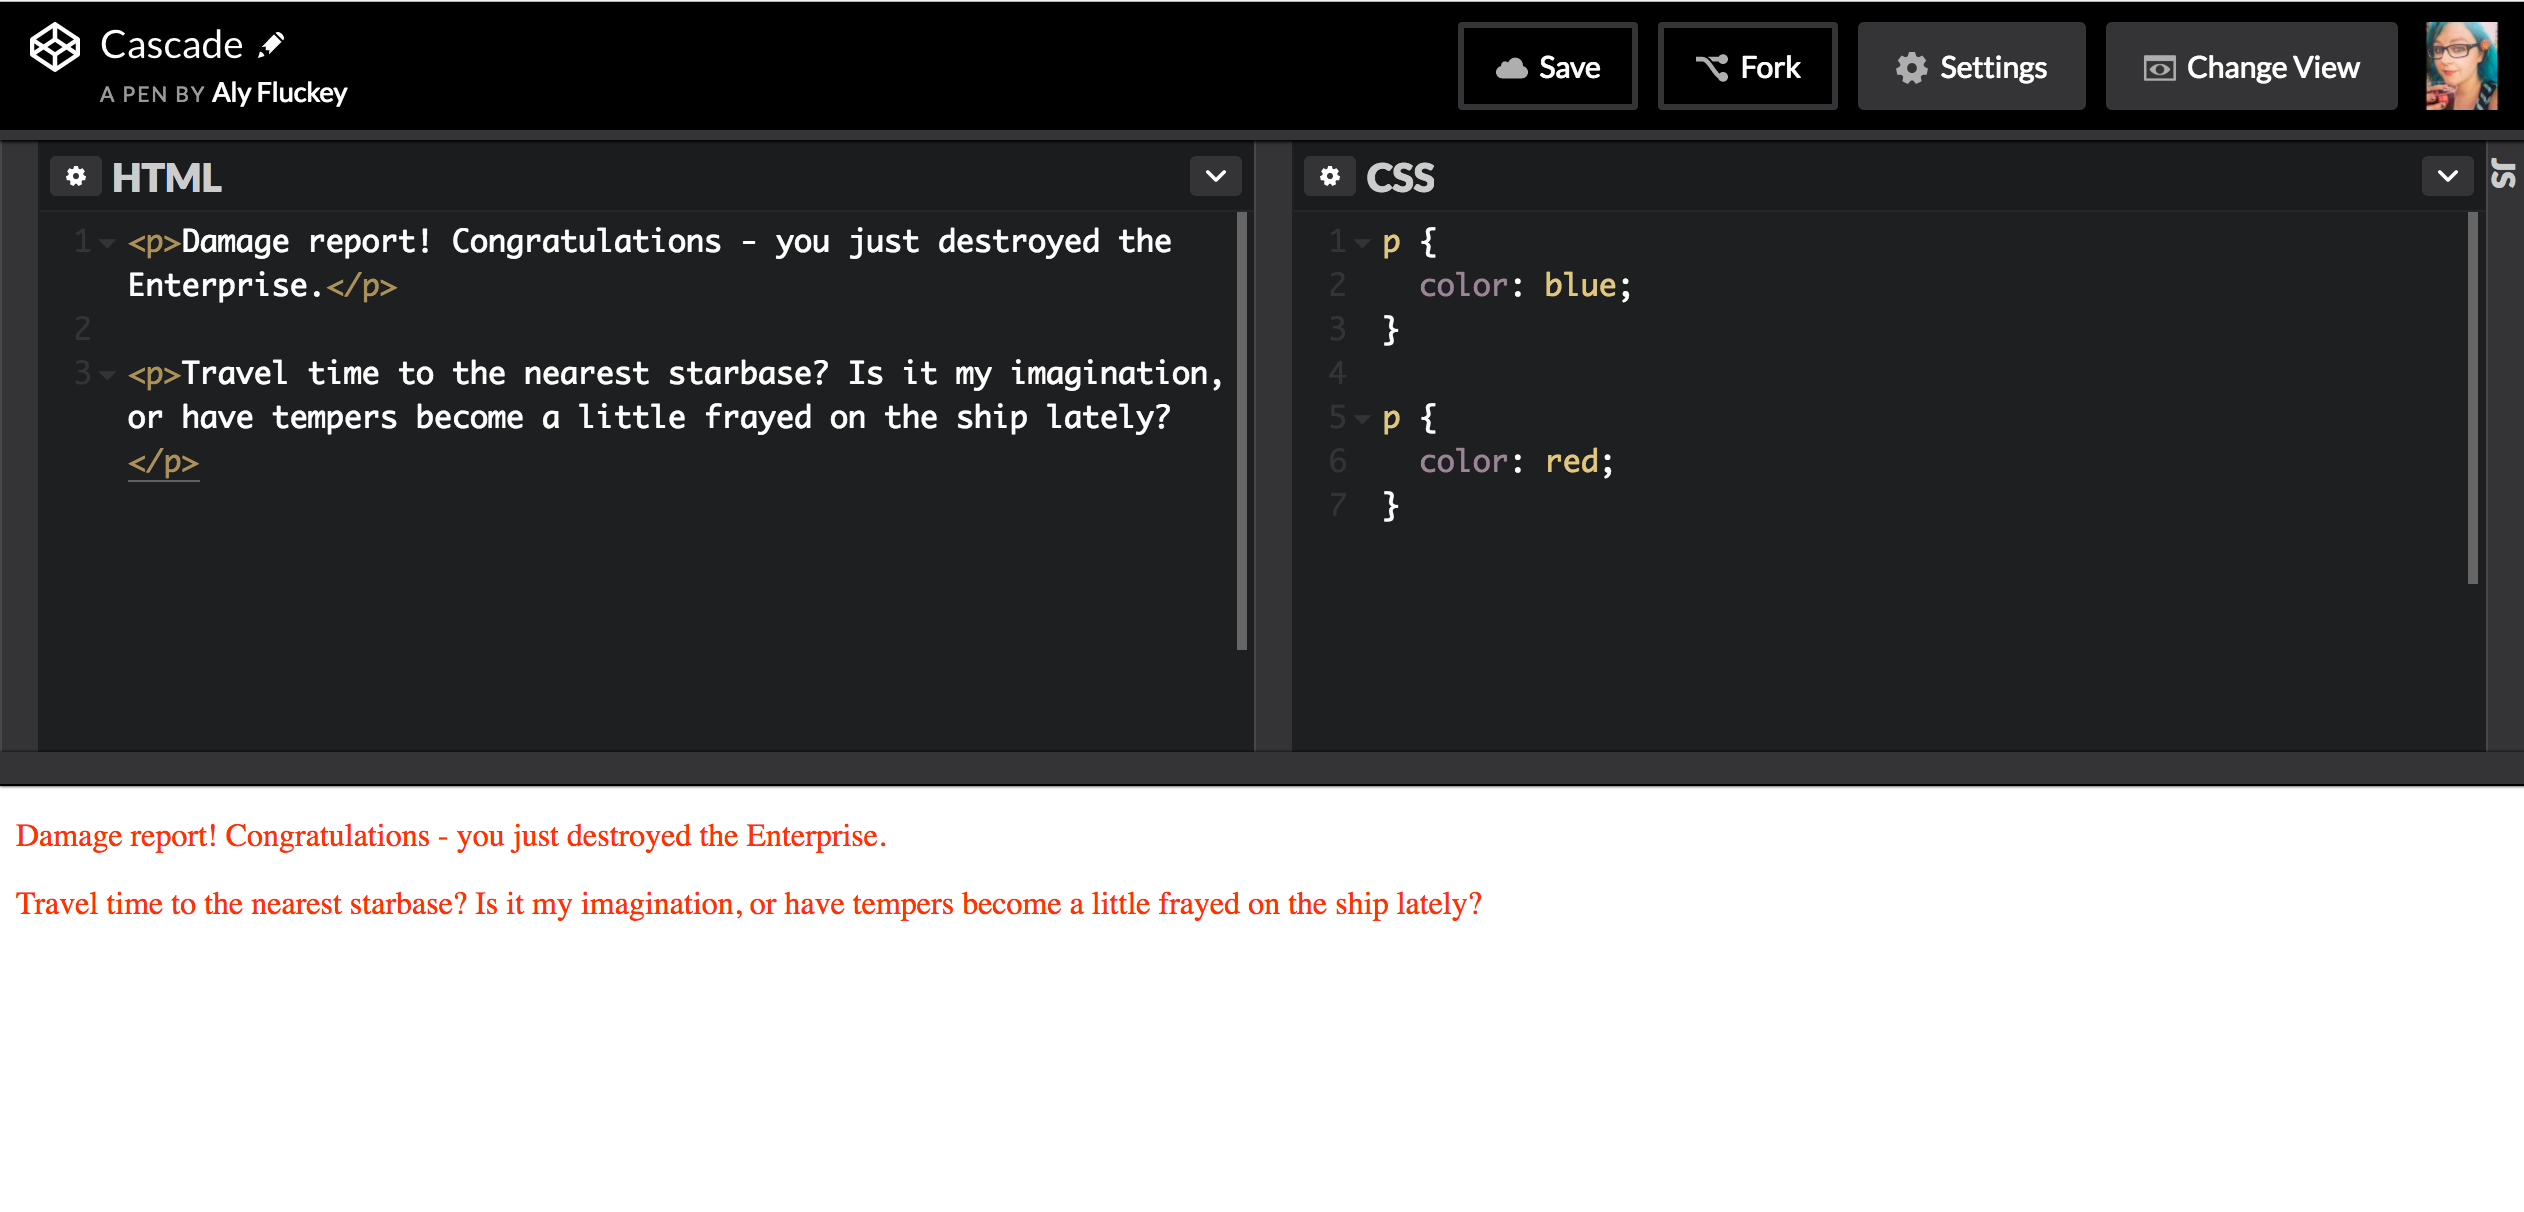 Cascade
A PEN BY Aly Fluckey
Save
Fork
Settings
Change View
HTML
1 <p>Damage report! Congratulations - you just destroyed the
Enterprise.</p>
2
3 <p>Travel time to the nearest starbase? Is it my imagination,
or have tempers become a little frayed on the ship lately?
</p>
CSS
1 p {
2 color: blue;
3 }
4
5 p {
6 color: red;
7 }
JS
Damage report! Congratulations - you just destroyed the Enterprise.
Travel time to the nearest starbase? Is it my imagination, or have tempers become a little frayed on the ship lately?